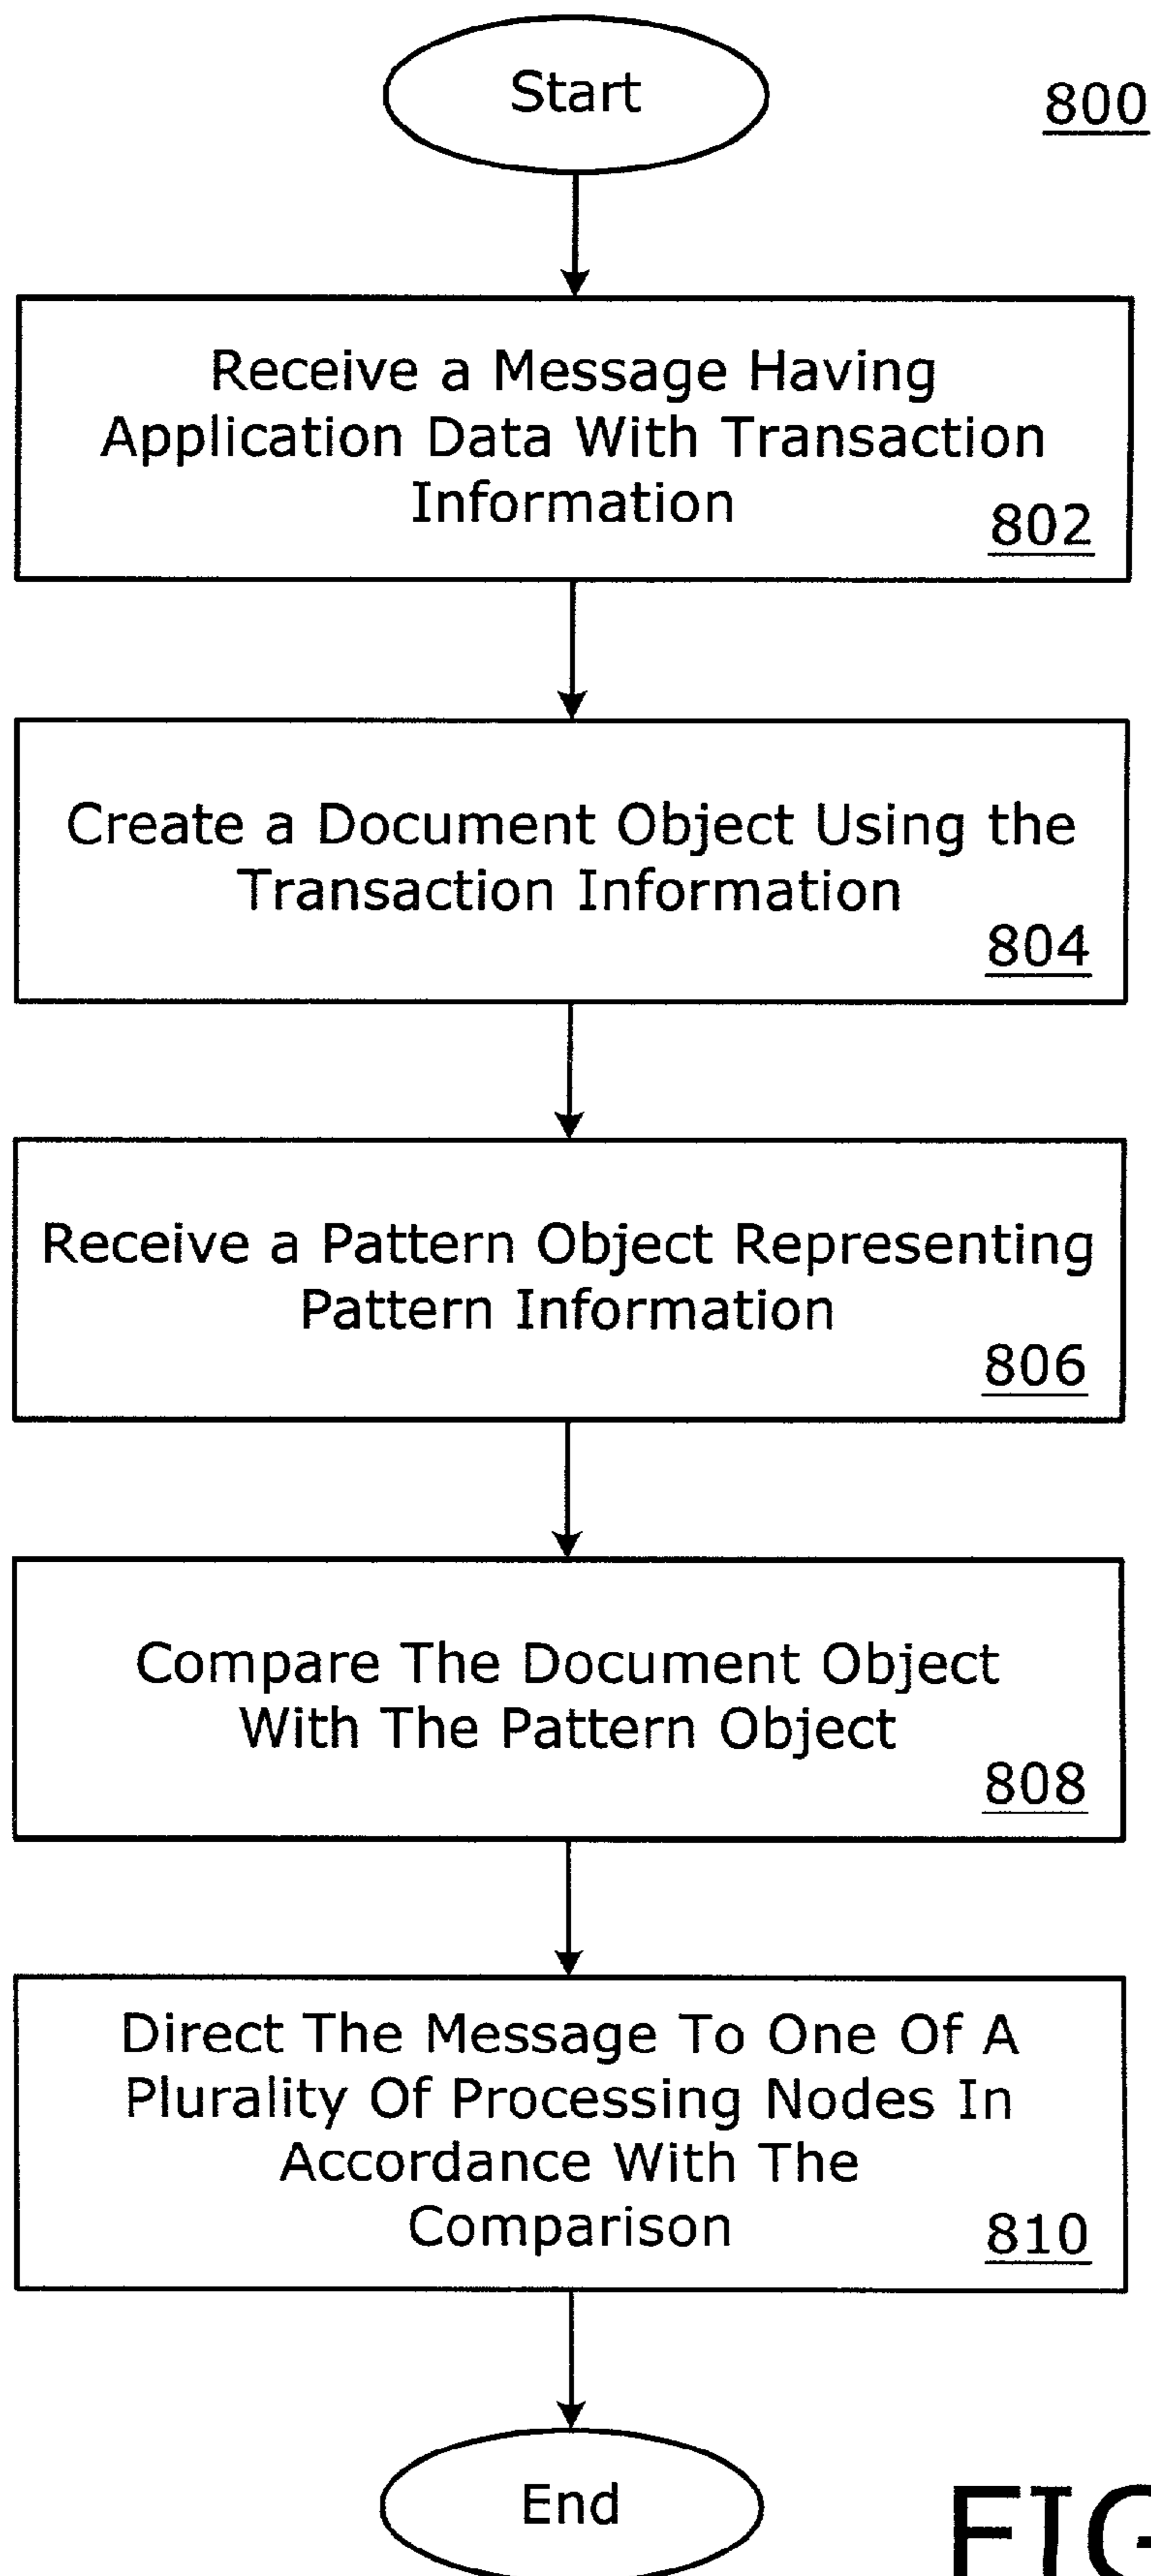 Start
800
Receive a Message Having
Application Data With Transaction
Information
802
Create a Document Object Using the
Transaction Information
804
Receive a Pattern Object Representing
Pattern Information
806
Compare The Document Object
With The Pattern Object
808
Direct The Message To One Of A
Plurality Of Processing Nodes In
Accordance With The
Comparison
810
End
FIG